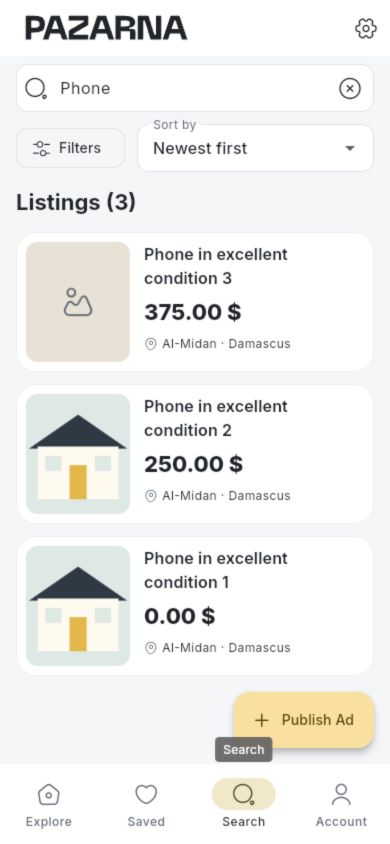 PAZARNA
Phone
Sort by
Filters
Newest first
Listings (3)
Phone in excellent
condition 3
375.00 $
Al-Midan · Damascus
Phone in excellent
condition 2
250.00 $
Al-Midan · Damascus
Phone in excellent
condition 1
0.00 $
Al-Midan · Damascus
+ Publish Ad
Search
Explore
Saved
Search
Account